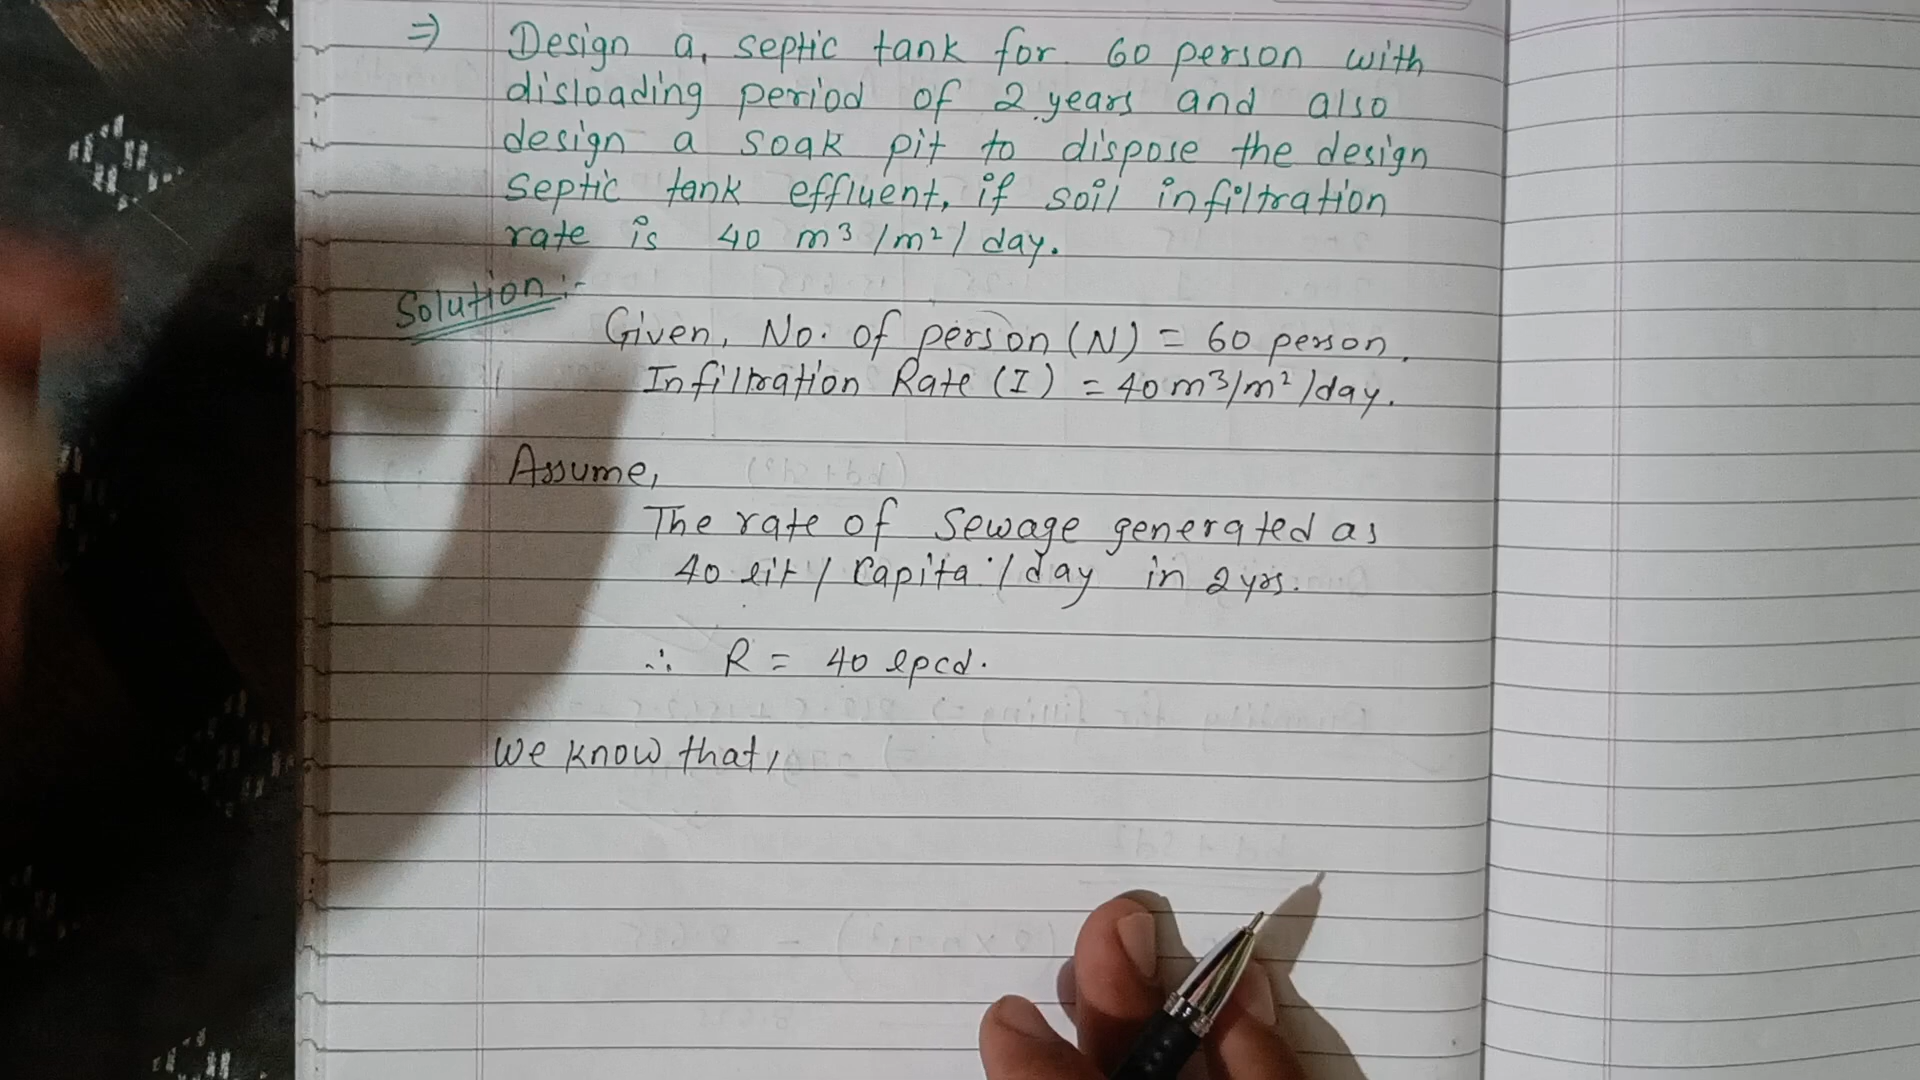 ⇒ Design a septic tank for 60 person with
disloading period of 2 years and also
design a soak pit to dispose the design
septic tank effluent, if soil infiltration
rate is 40 m³/m²/day.
Solution :-
Given, No. of person (N) = 60 person.
Infiltration Rate (I) = 40m³/m²/day.
Assume,
The rate of sewage generated as
40 lit / Capita / day in 2 yrs.
∴ R = 40 lpcd.
We know that,